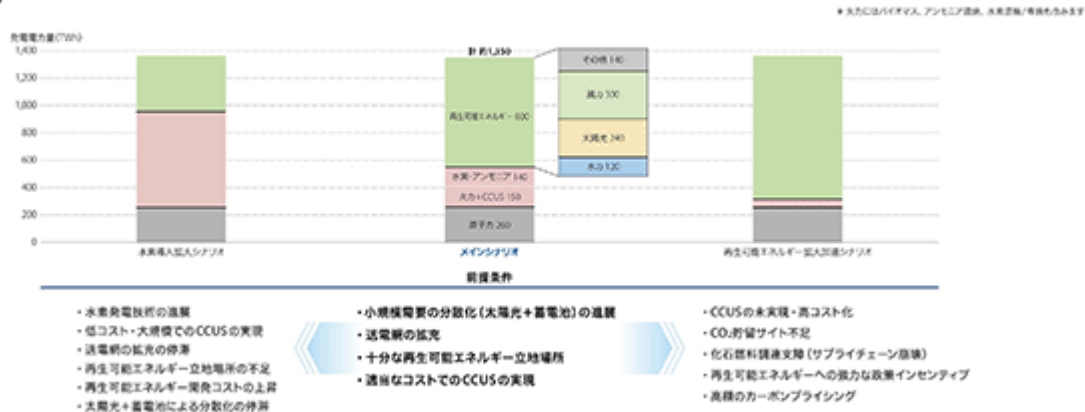 ＊ 火力にはバイオマス、アンモニア混焼、水素混焼/専焼も含みます
発電電力量(TWh)
1,400
1,200
1,000
800
600
400
200
0
計 約1,350
再生可能エネルギー 800
水素・アンモニア 140
火力+CCUS 150
原子力 260
その他 140
風力 300
太陽光 240
水力 120
水素導入拡大シナリオ
メインシナリオ
再生可能エネルギー拡大加速シナリオ
前提条件
・水素発電技術の進展
・低コスト・大規模でのCCUSの実現
・送電網の拡充の停滞
・再生可能エネルギー立地場所の不足
・再生可能エネルギー開発コストの上昇
・太陽光+蓄電池による分散化の停滞
・小規模需要の分散化(太陽光+蓄電池)の進展
・送電網の拡充
・十分な再生可能エネルギー立地場所
・適当なコストでのCCUSの実現
・CCUSの未実現・高コスト化
・CO₂貯留サイト不足
・化石燃料調達支障(サプライチェーン崩壊)
・再生可能エネルギーへの強力な政策インセンティブ
・高額のカーボンプライシング